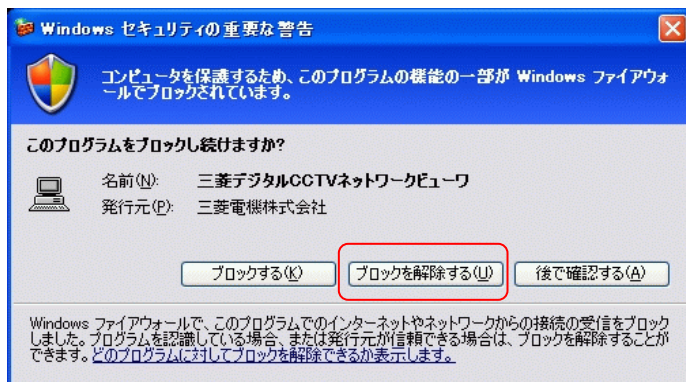 Windows セキュリティの重要な警告
コンピュータを保護するため、このプログラムの機能の一部が Windows ファイアウォ
ールでブロックされています。
このプログラムをブロックし続けますか?
名前(N): 三菱デジタルCCTVネットワークビューワ
発行元(P): 三菱電機株式会社
ブロックする(K) ブロックを解除する(U) 後で確認する(A)
Windows ファイアウォールで、このプログラムでのインターネットやネットワークからの接続の受信をブロック
しました。プログラムを認識している場合、または発行元が信頼できる場合は、ブロックを解除することが
できます。どのプログラムに対してブロックを解除できるか表示します。